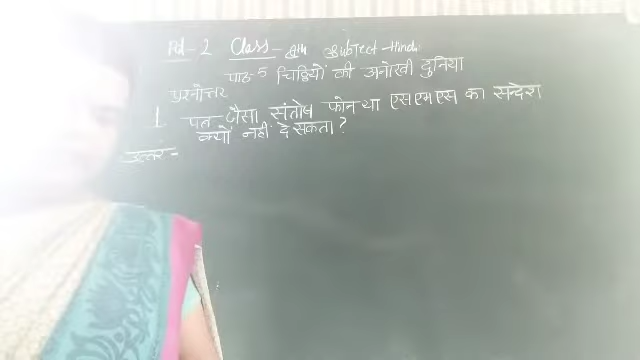 Pd-2 Class-8th Subject-Hindi
पाठ-5 चिट्ठियों की अनोखी दुनिया
प्रश्नोत्तर
1 पत्र जैसा संतोष फोन या एसएमएस का सन्देश
क्यों नहीं दे सकता?
उत्तर-